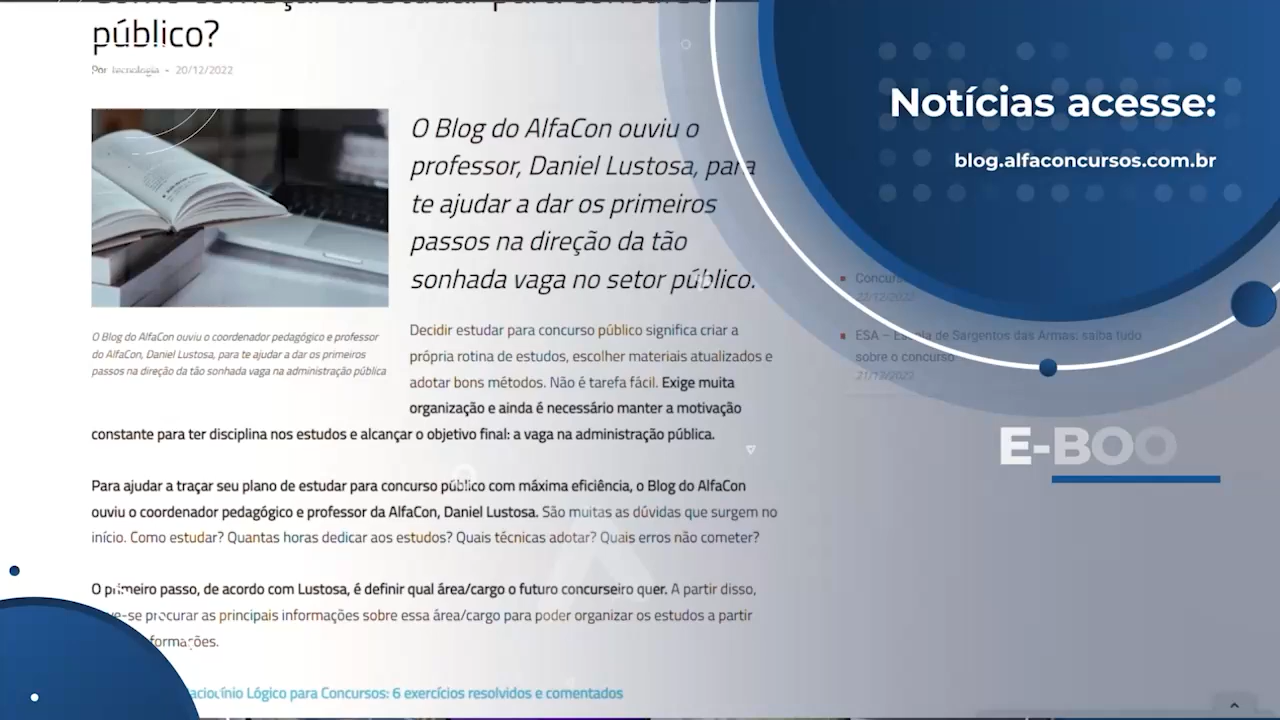 público?
Por tecnologia - 20/12/2022
O Blog do AlfaCon ouviu o
professor, Daniel Lustosa, para
te ajudar a dar os primeiros
passos na direção da tão
sonhada vaga no setor público.
O Blog do AlfaCon ouviu o coordenador pedagógico e professor
do AlfaCon, Daniel Lustosa, para te ajudar a dar os primeiros
passos na direção da tão sonhada vaga na administração pública
Decidir estudar para concurso público significa criar a
própria rotina de estudos, escolher materiais atualizados e
adotar bons métodos. Não é tarefa fácil. Exige muita
organização e ainda é necessário manter a motivação
constante para ter disciplina nos estudos e alcançar o objetivo final: a vaga na administração pública.
Para ajudar a traçar seu plano de estudar para concurso público com máxima eficiência, o Blog do AlfaCon
ouviu o coordenador pedagógico e professor da AlfaCon, Daniel Lustosa. São muitas as dúvidas que surgem no
início. Como estudar? Quantas horas dedicar aos estudos? Quais técnicas adotar? Quais erros não cometer?
O primeiro passo, de acordo com Lustosa, é definir qual área/cargo o futuro concurseiro quer. A partir disso,
procurar as principais informações sobre essa área/cargo para poder organizar os estudos a partir
Lógico para Concursos: 6 exercícios resolvidos e comentados
Notícias acesse:
blog.alfaconcursos.com.br
22/12/2022
ESA – Escola de Sargentos das Armas: saiba tudo
sobre o concurso
21/12/2022
E-BOO